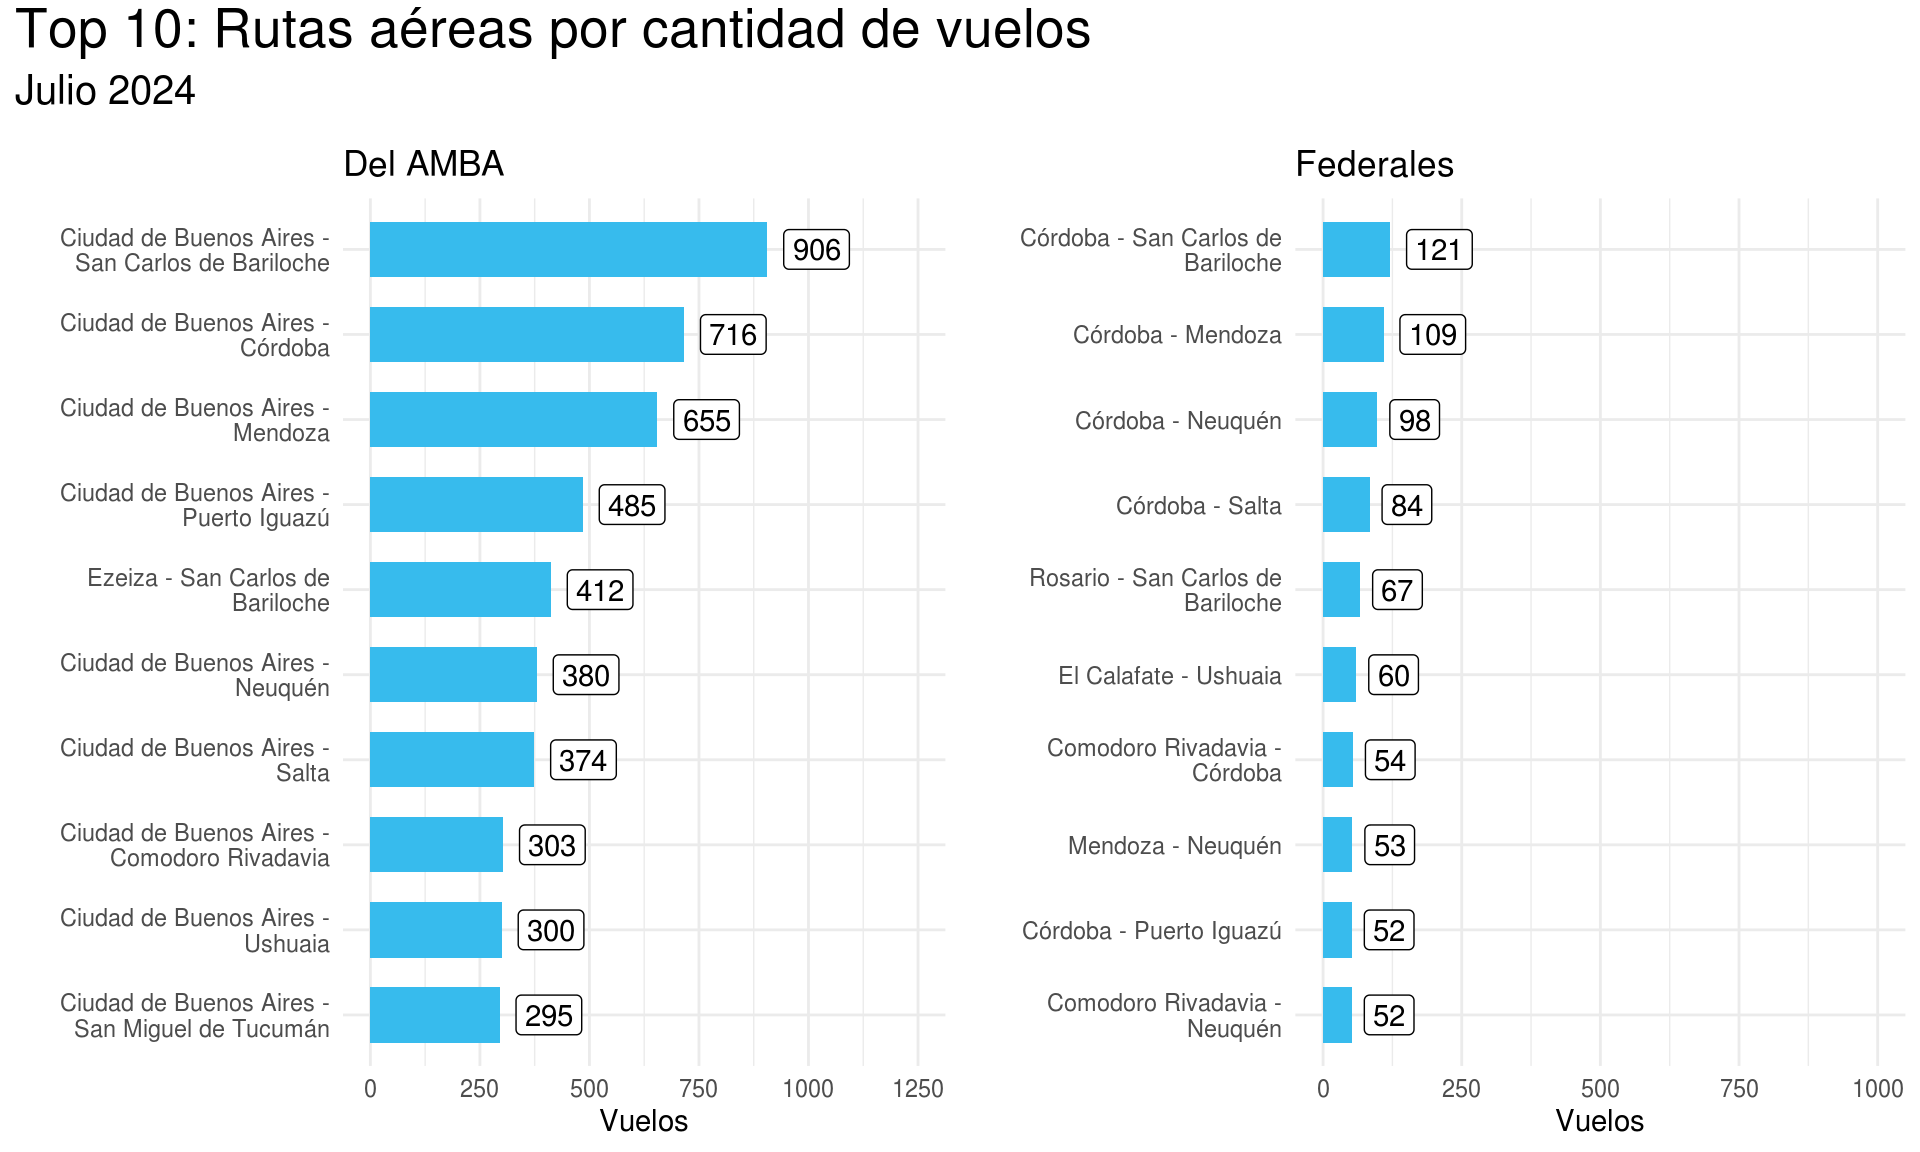 Top 10: Rutas aéreas por cantidad de vuelos
Julio 2024
Del AMBA
Ciudad de Buenos Aires -
San Carlos de Bariloche
906
Ciudad de Buenos Aires -
Córdoba
716
Ciudad de Buenos Aires -
Mendoza
655
Ciudad de Buenos Aires -
Puerto Iguazú
485
Ezeiza - San Carlos de
Bariloche
412
Ciudad de Buenos Aires -
Neuquén
380
Ciudad de Buenos Aires -
Salta
374
Ciudad de Buenos Aires -
Comodoro Rivadavia
303
Ciudad de Buenos Aires -
Ushuaia
300
Ciudad de Buenos Aires -
San Miguel de Tucumán
295
0 250 500 750 1000 1250
Vuelos
Federales
Córdoba - San Carlos de
Bariloche
121
Córdoba - Mendoza
109
Córdoba - Neuquén
98
Córdoba - Salta
84
Rosario - San Carlos de
Bariloche
67
El Calafate - Ushuaia
60
Comodoro Rivadavia -
Córdoba
54
Mendoza - Neuquén
53
Córdoba - Puerto Iguazú
52
Comodoro Rivadavia -
Neuquén
52
0 250 500 750 1000
Vuelos